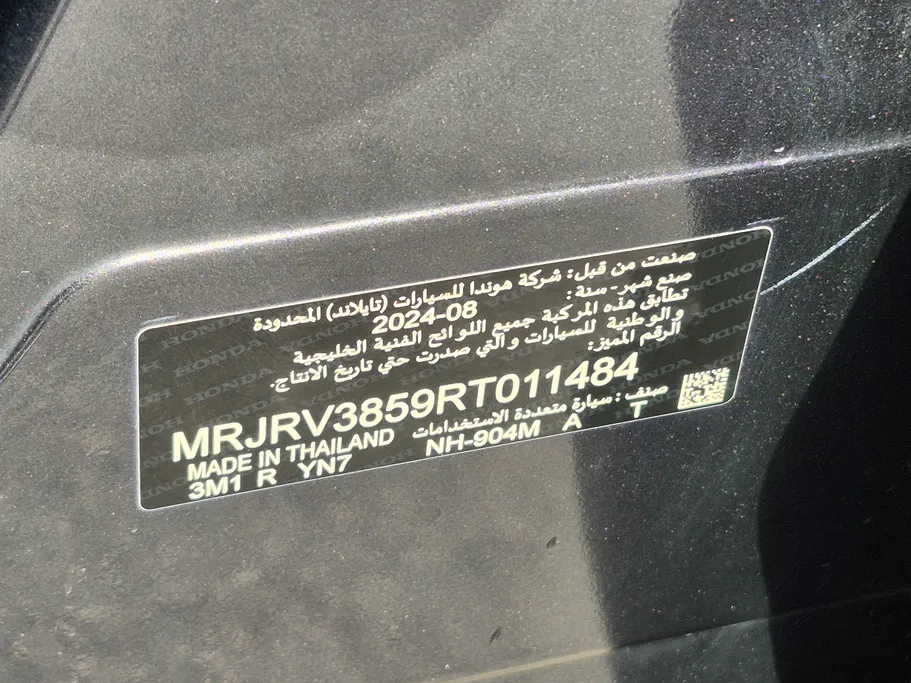 صنعت من قبل: شركة هوندا للسيارات (تايلاند) المحدودة
صنع شهر-سنة: 2024-08
تطابق هذه المركبة جميع اللوائح الفنية الخليجية
والوطنية للسيارات والتي صدرت حتي تاريخ الانتاج.
الرقم المميز:
MRJRV3859RT011484
صنف: سيارة متعددة الاستخدامات
MADE IN THAILAND
3M1 R YN7 NH-904M A T